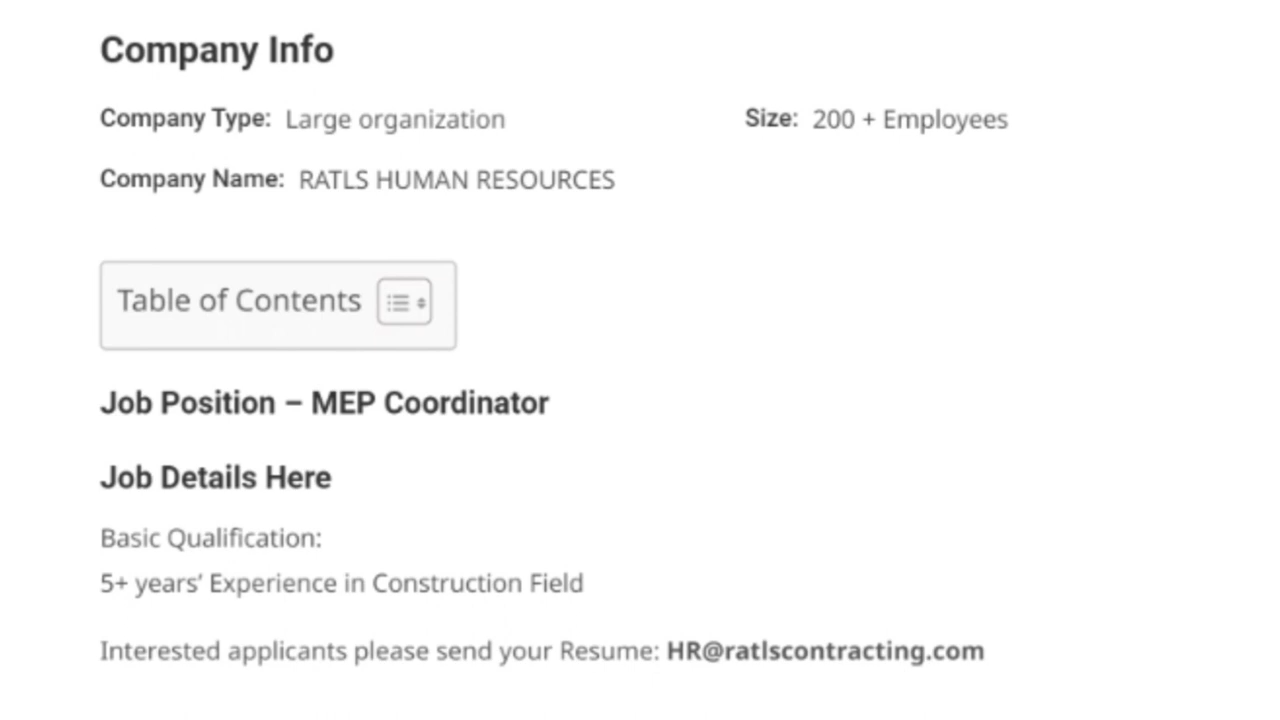 Company Info
Company Type: Large organization Size: 200 + Employees
Company Name: RATLS HUMAN RESOURCES
Table of Contents
Job Position – MEP Coordinator
Job Details Here
Basic Qualification:
5+ years’ Experience in Construction Field
Interested applicants please send your Resume: HR@ratlscontracting.com